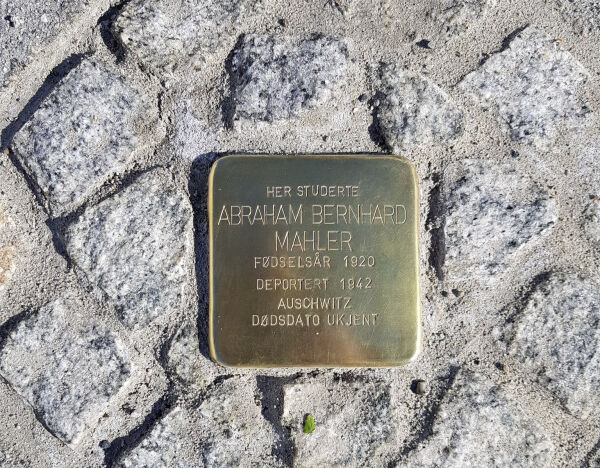 HER STUDERTE
ABRAHAM BERNHARD
MAHLER
FØDSELSÅR 1920
DEPORTERT 1942
AUSCHWITZ
DØDSDATO UKJENT